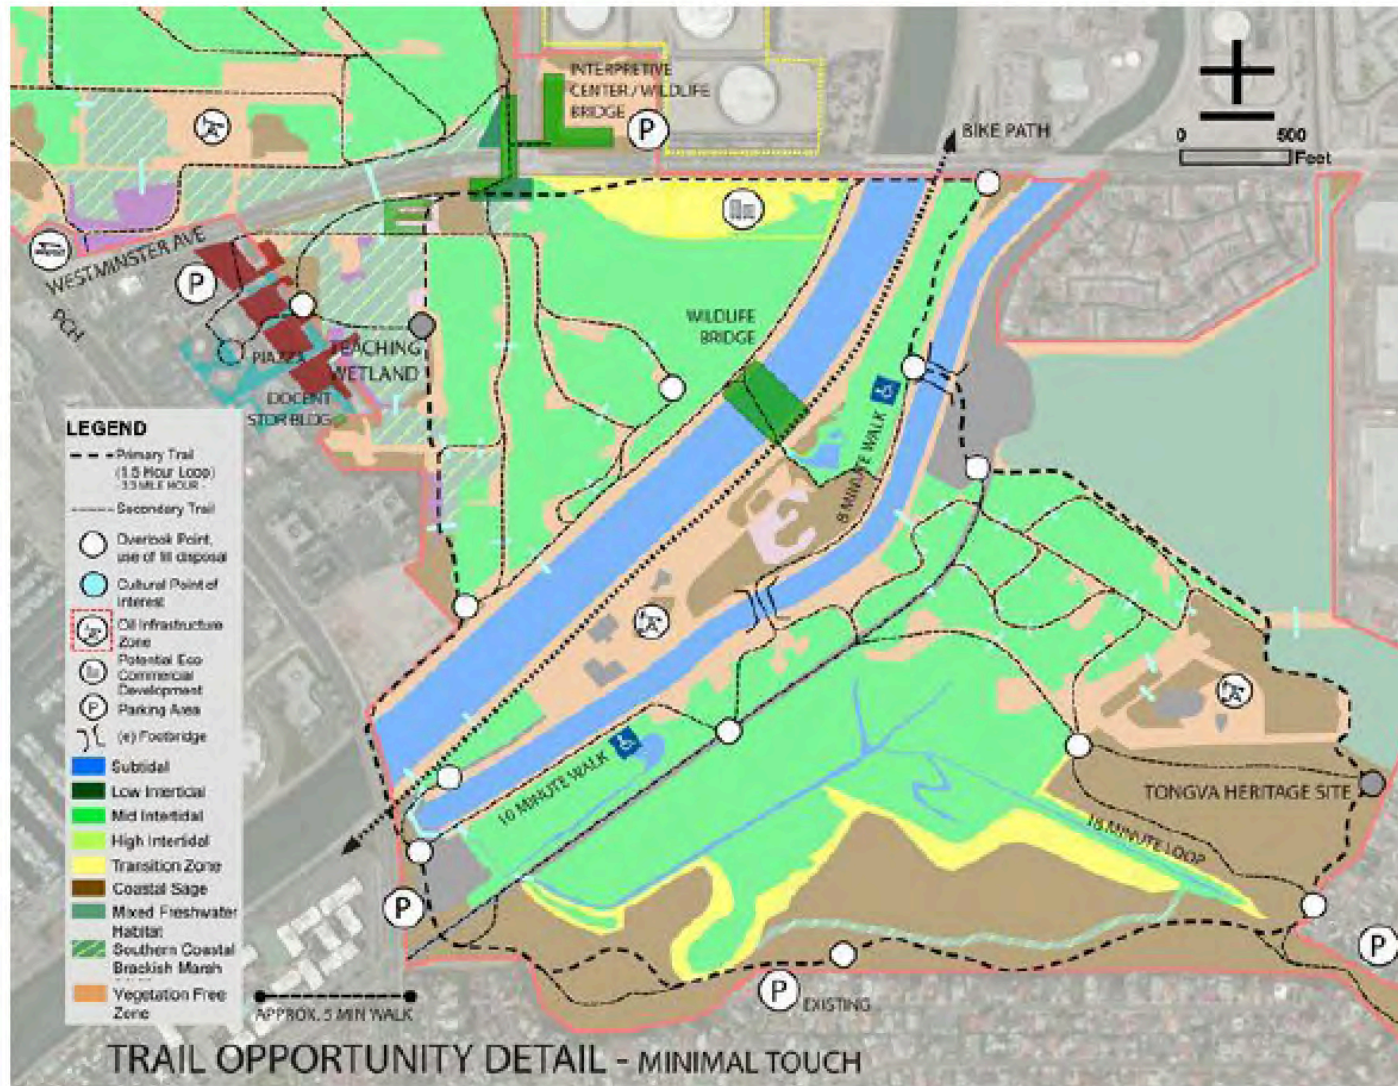 INTERPRETIVE
CENTER / WILDLIFE
BRIDGE
P
BIKE PATH
0 500
Feet
WESTMINSTER AVE
P
PCH
WILDLIFE
BRIDGE
PIAZZA
TEACHING
WETLAND
DOCENT
STOR BLDG
8 MINUTE WALK
LEGEND
Primary Trail
(1.5 Hour Loop)
3.5 MILE HOUR
Secondary Trail
Overlook Point,
use of fill disposal
Cultural Point of
Interest
Oil Infrastructure
Zone
Potential Eco
Commercial
Development
P Parking Area
(e) Footbridge
Subtidal
Low Intertidal
Mid Intertidal
High Intertidal
Transition Zone
Coastal Sage
Mixed Freshwater
Habitat
Southern Coastal
Brackish Marsh
Vegetation Free
Zone
10 MINUTE WALK
TONGVA HERITAGE SITE
18 MINUTE LOOP
P
P
P EXISTING
APPROX. 5 MIN WALK
TRAIL OPPORTUNITY DETAIL - MINIMAL TOUCH